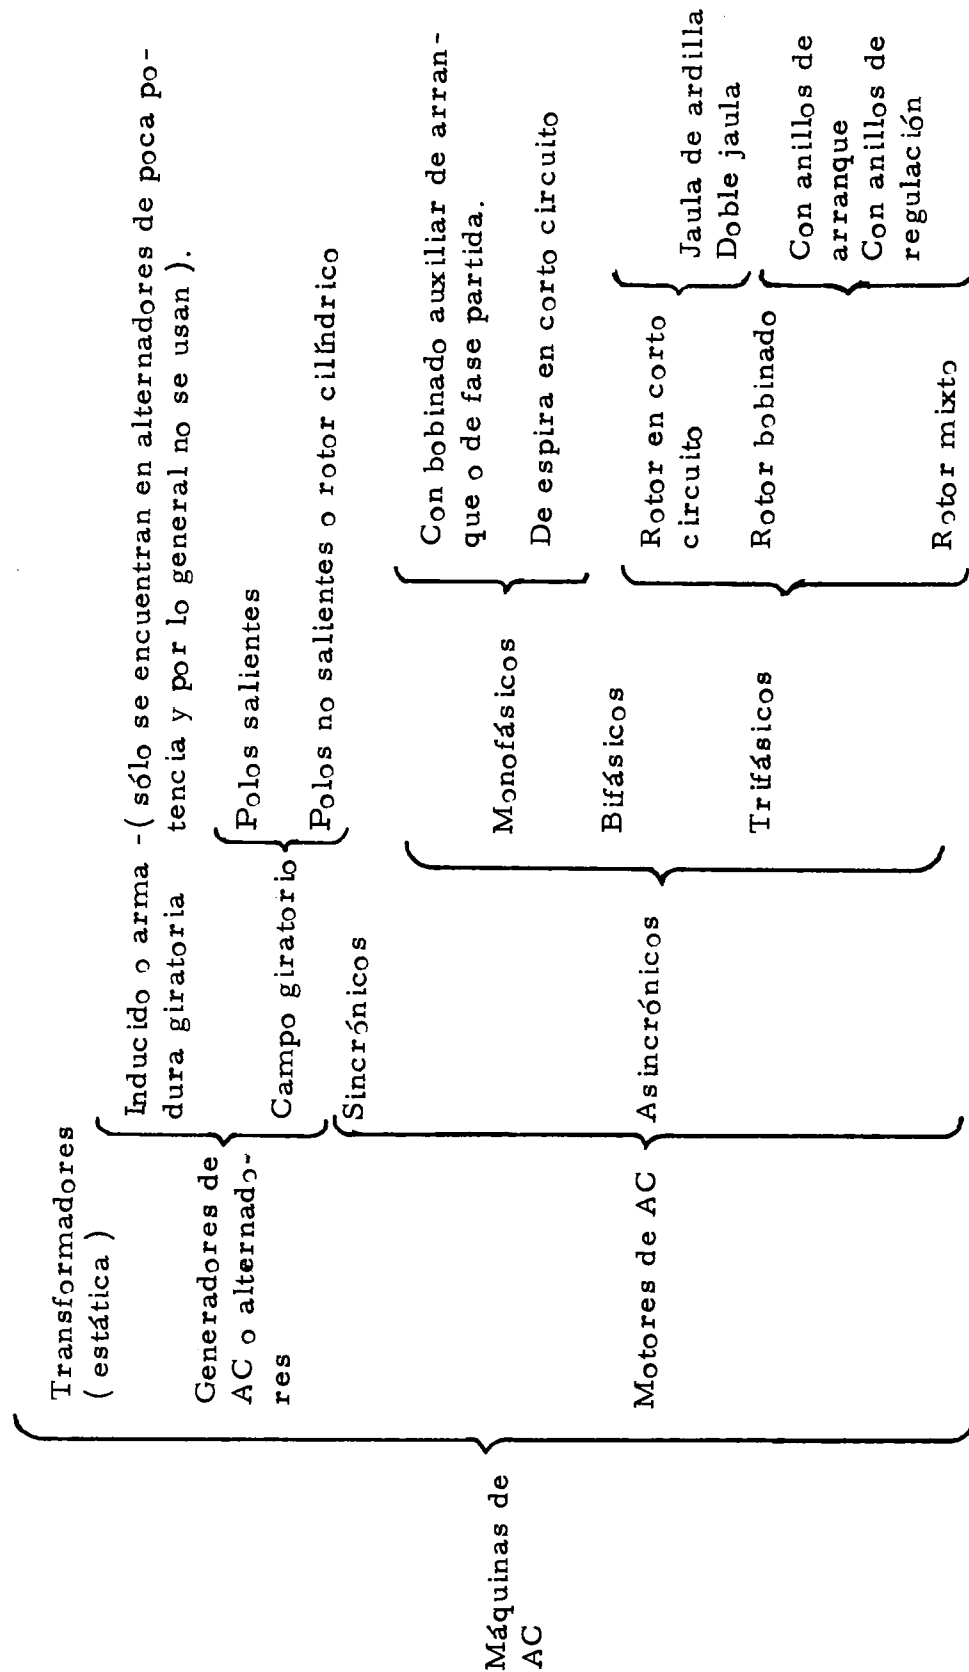 Máquinas de
AC
Transformadores
( estática )
Generadores de
AC o alternado-
res
Inducido o arma -( sólo se encuentran en alternadores de poca po-
dura giratoria tencia y por lo general no se usan ).
Campo giratorio
Polos salientes
Polos no salientes o rotor cilíndrico
Motores de AC
Sincrónicos
Asincrónicos
Monofásicos
Con bobinado auxiliar de arran-
que o de fase partida.
De espira en corto circuito
Bifásicos
Trifásicos
Rotor en corto
circuito
Jaula de ardilla
Doble jaula
Rotor bobinado
Con anillos de
arranque
Con anillos de
regulación
Rotor mixto